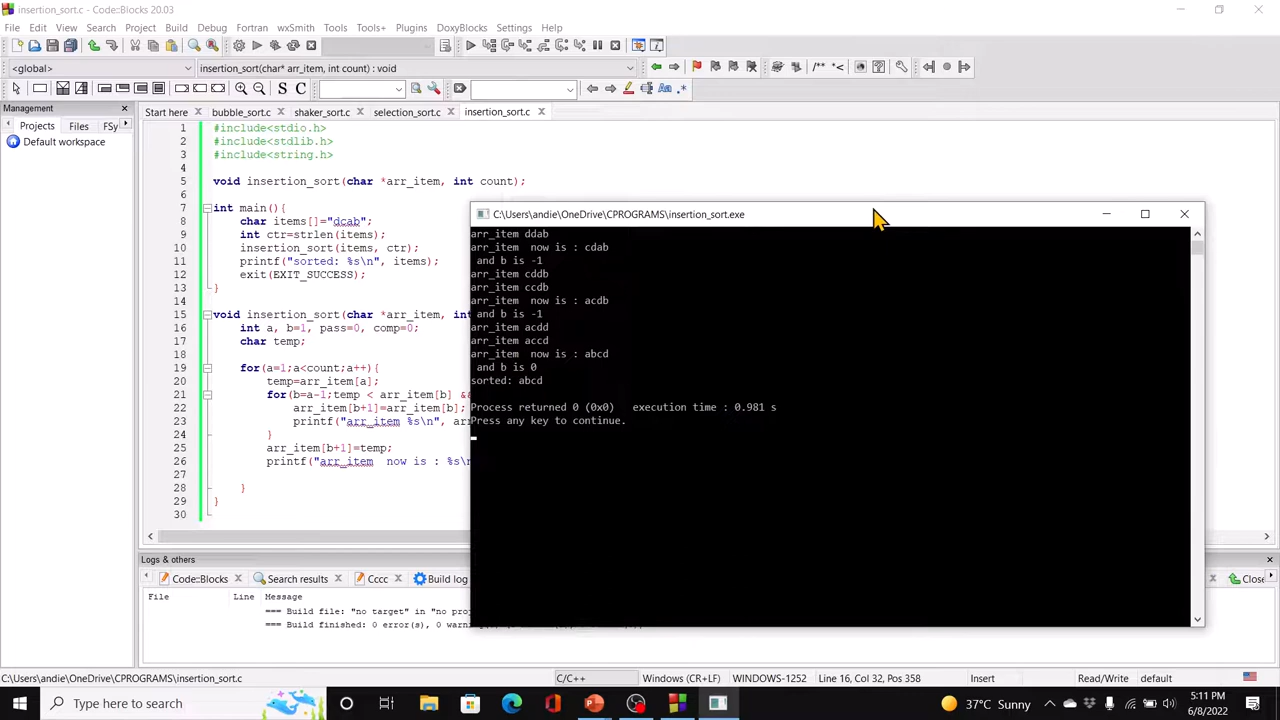 insertion_sort.c - Code::Blocks 20.03
File Edit View Search Project Build Debug Fortran wxSmith Tools Tools+ Plugins DoxyBlocks Settings Help
<global> insertion_sort(char* arr_item, int count) : void
Management
Projects Files FSy
Default workspace
Start here bubble_sort.c shaker_sort.c selection_sort.c insertion_sort.c
1 #include<stdio.h>
2 #include<stdlib.h>
3 #include<string.h>
4
5 void insertion_sort(char *arr_item, int count);
6
7 int main(){
8 char items[]="dcab";
9 int ctr=strlen(items);
10 insertion_sort(items, ctr);
11 printf("sorted: %s\n", items);
12 exit(EXIT_SUCCESS);
13 }
14
15 void insertion_sort(char *arr_item, int
16 int a, b=1, pass=0, comp=0;
17 char temp;
18
19 for(a=1;a<count;a++){
20 temp=arr_item[a];
21 for(b=a-1;temp < arr_item[b] &&
22 arr_item[b+1]=arr_item[b];
23 printf("arr_item %s\n", arr
24 }
25 arr_item[b+1]=temp;
26 printf("arr_item  now is : %s\n
27
28 }
29 }
30
C:\Users\andie\OneDrive\CPROGRAMS\insertion_sort.exe
arr_item ddab
arr_item  now is : cdab
 and b is -1
arr_item cddb
arr_item ccdb
arr_item  now is : acdb
 and b is -1
arr_item acdd
arr_item accd
arr_item  now is : abcd
 and b is 0
sorted: abcd

Process returned 0 (0x0)   execution time : 0.981 s
Press any key to continue.
Logs & others
Code::Blocks Search results Cccc Build log Close
File Line Message
=== Build file: "no target" in "no proj
=== Build finished: 0 error(s), 0 warning
C:\Users\andie\OneDrive\CPROGRAMS\insertion_sort.c C/C++ Windows (CR+LF) WINDOWS-1252 Line 16, Col 32, Pos 358 Insert Read/Write default
Type here to search
37°C Sunny
5:11 PM
6/8/2022